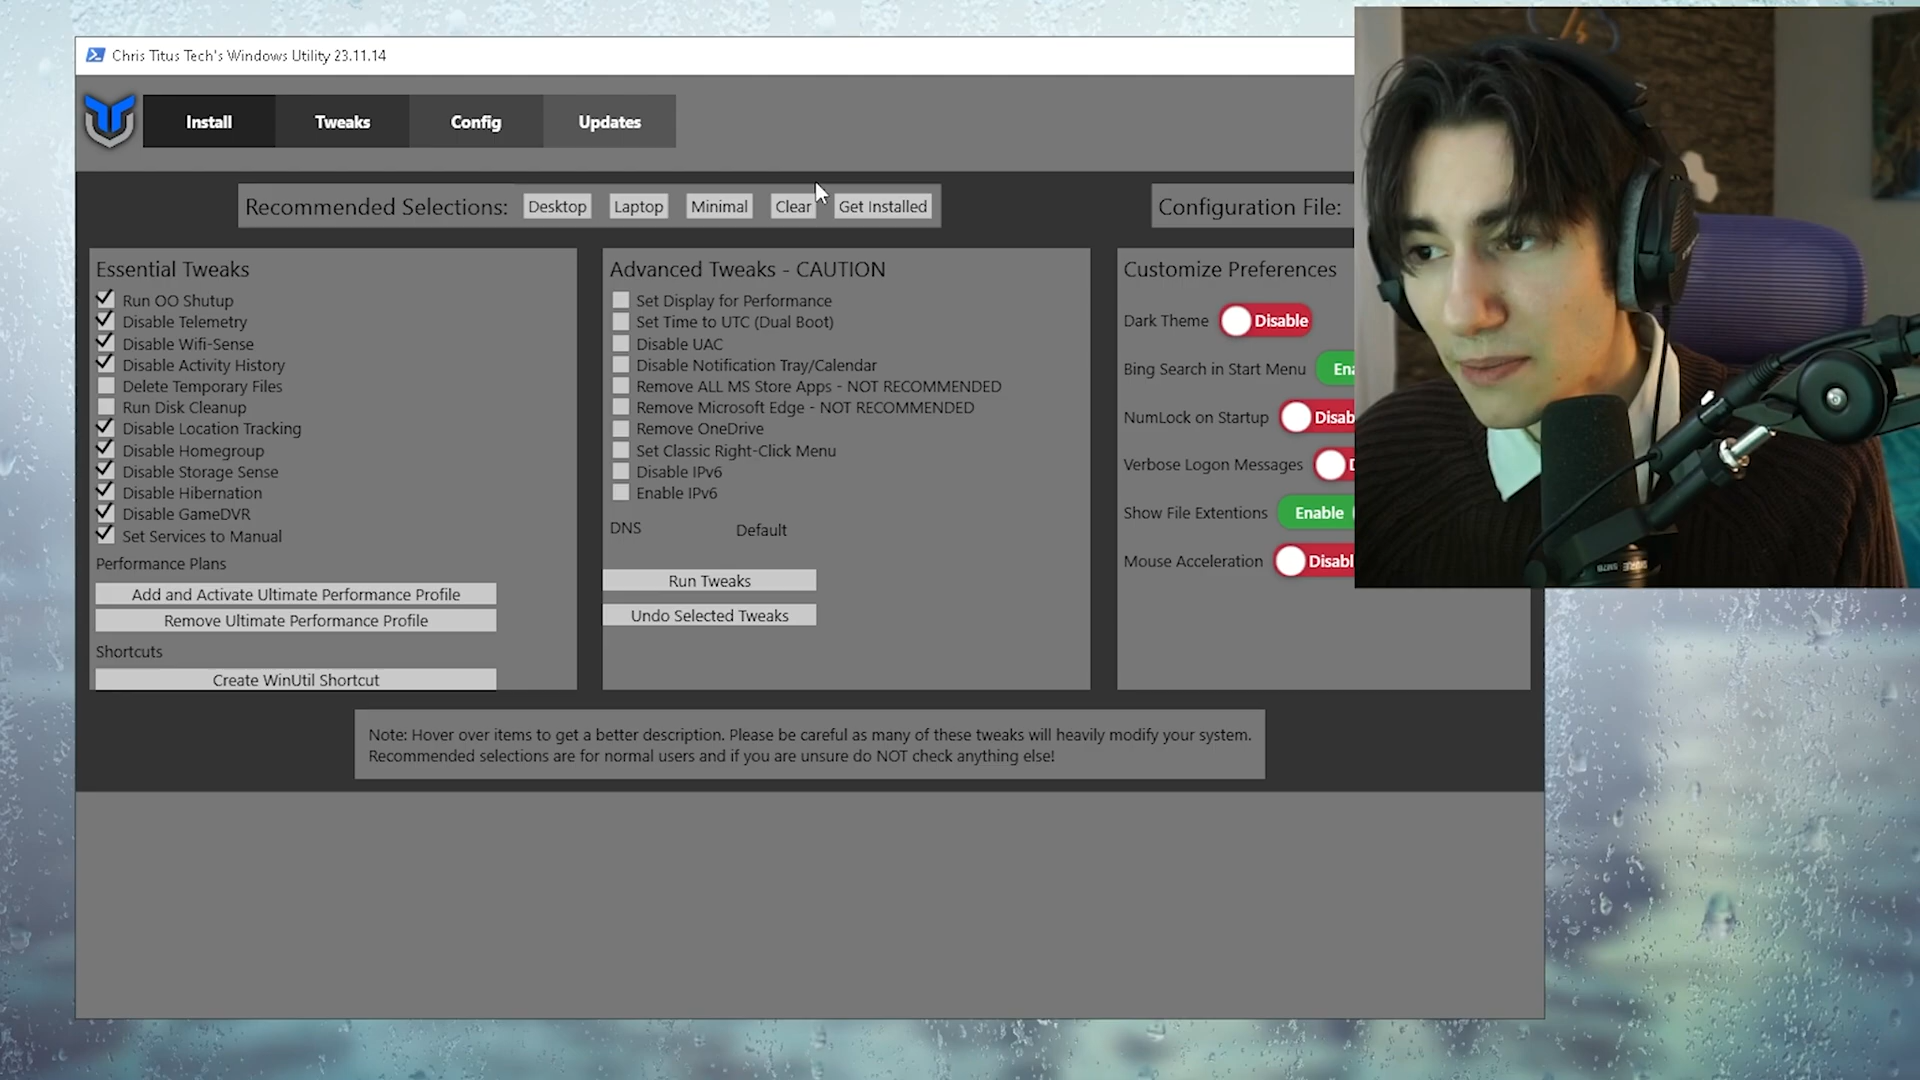 Chris Titus Tech's Windows Utility 23.11.14
Install
Tweaks
Config
Updates
Recommended Selections:
Desktop
Laptop
Minimal
Clear
Get Installed
Configuration File:
Essential Tweaks
Run OO Shutup
Disable Telemetry
Disable Wifi-Sense
Disable Activity History
Delete Temporary Files
Run Disk Cleanup
Disable Location Tracking
Disable Homegroup
Disable Storage Sense
Disable Hibernation
Disable GameDVR
Set Services to Manual
Performance Plans
Add and Activate Ultimate Performance Profile
Remove Ultimate Performance Profile
Shortcuts
Create WinUtil Shortcut
Advanced Tweaks - CAUTION
Set Display for Performance
Set Time to UTC (Dual Boot)
Disable UAC
Disable Notification Tray/Calendar
Remove ALL MS Store Apps - NOT RECOMMENDED
Remove Microsoft Edge - NOT RECOMMENDED
Remove OneDrive
Set Classic Right-Click Menu
Disable IPv6
Enable IPv6
DNS
Default
Run Tweaks
Undo Selected Tweaks
Customize Preferences
Dark Theme
Disable
Bing Search in Start Menu
Ena
NumLock on Startup
Disab
Verbose Logon Messages
D
Show File Extentions
Enable
Mouse Acceleration
Disabl
Note: Hover over items to get a better description. Please be careful as many of these tweaks will heavily modify your system.
Recommended selections are for normal users and if you are unsure do NOT check anything else!